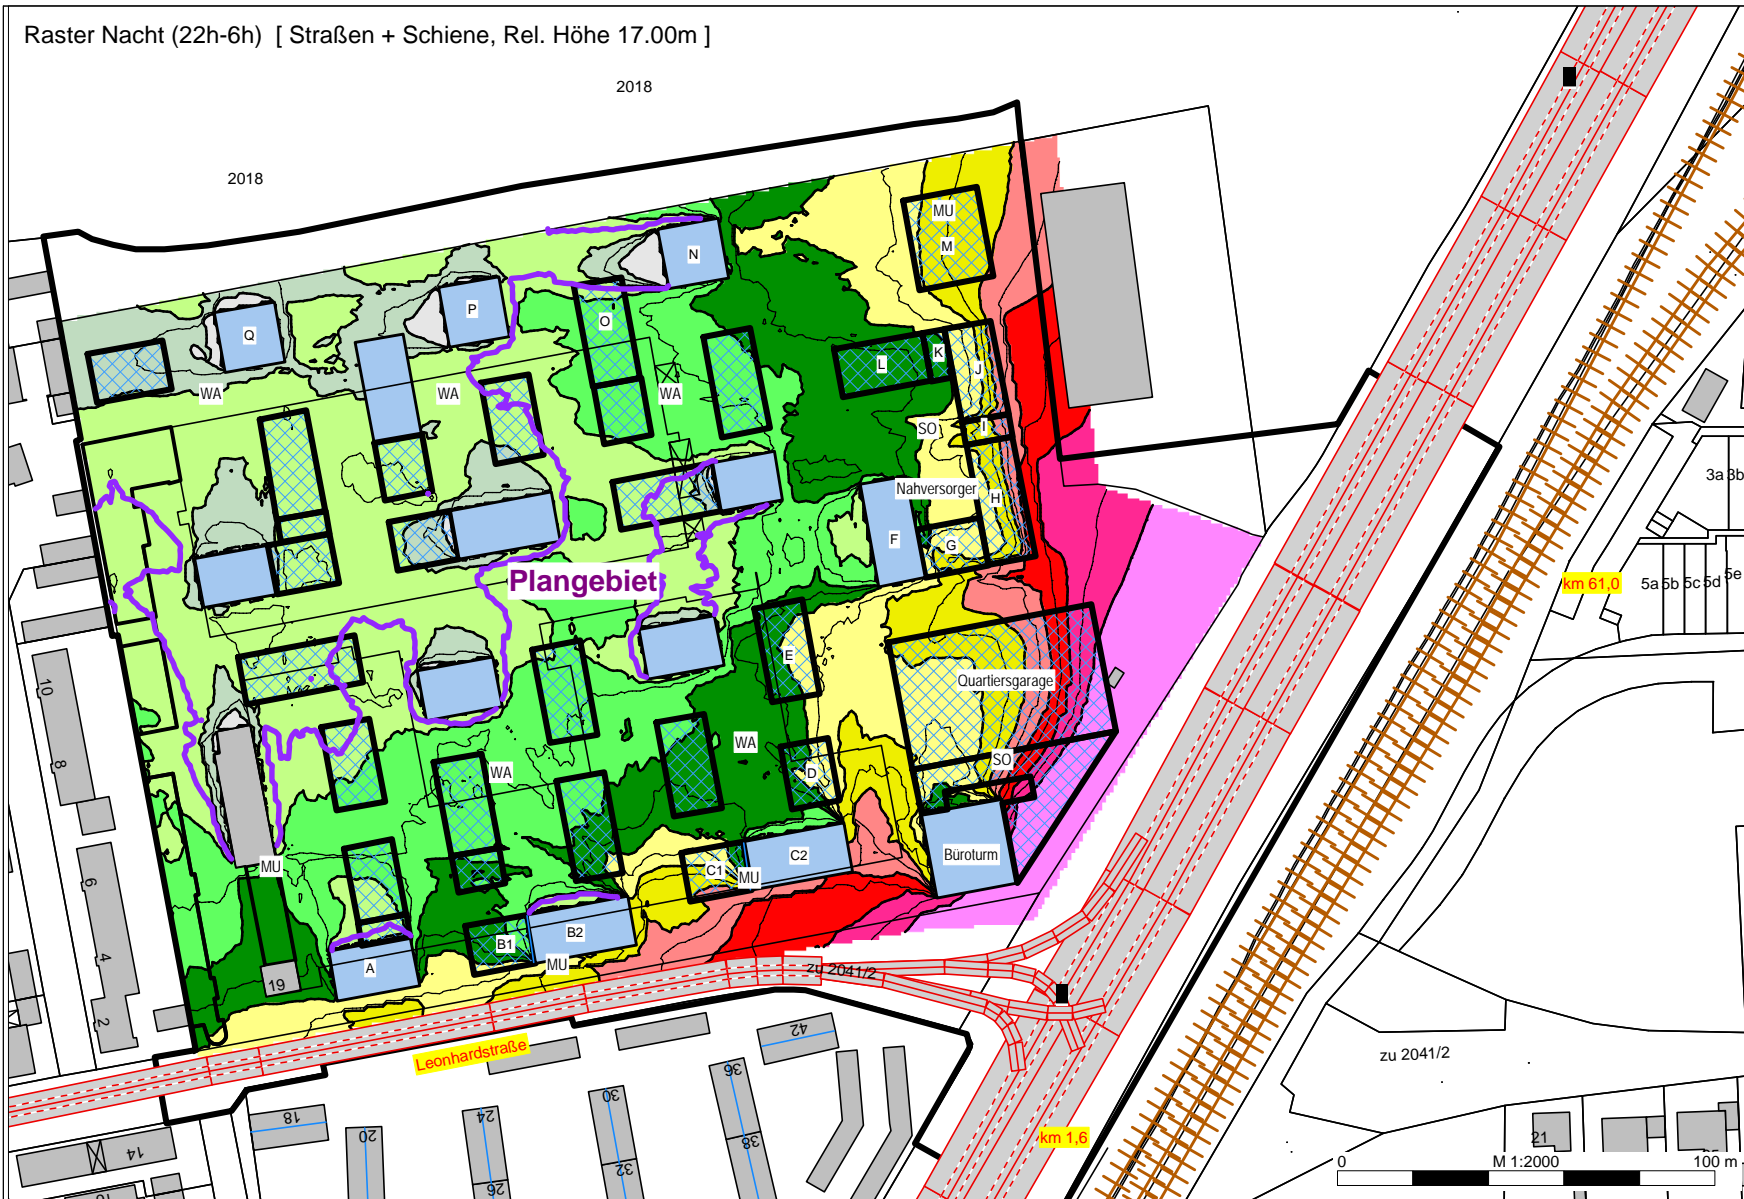 Raster Nacht (22h-6h) [ Straßen + Schiene, Rel. Höhe 17.00m ]
2018
2018
MU
M
N
P
Q
O
K
J
L
WA
WA
WA
I
SO
Nahversorger
H
3a 3b
F
G
Plangebiet
km 61,0
5a 5b 5c 5d 5e
E
10
Quartiersgarage
WA
SO
8
WA
D
C2
Büroturm
MU
C1
MU
6
B2
B1
MU
A
4
zu 2041/2
19
2
42
Leonhardstraße
zu 2041/2
36
30
24
18
20
38
32
26
14
km 1,6
21
0 M 1:2000 100 m